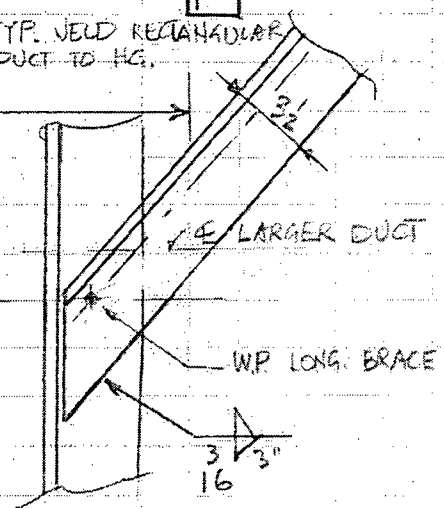 TYP. WELD RECTANGULAR
DUCT TO HG.
3 1/2
℄ LARGER DUCT
W.P. LONG. BRACE
3/16 3"